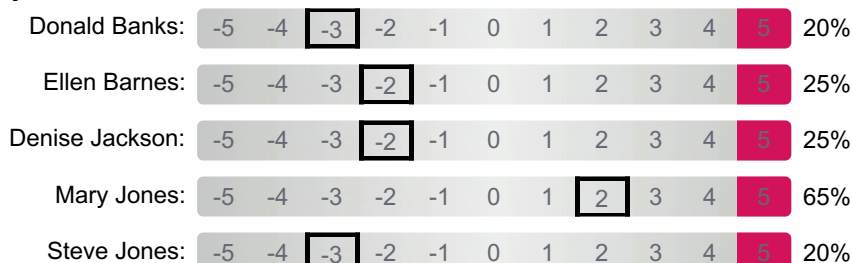 Donald Banks: -5 -4 -3 -2 -1 0 1 2 3 4 5 20%
Ellen Barnes: -5 -4 -3 -2 -1 0 1 2 3 4 5 25%
Denise Jackson: -5 -4 -3 -2 -1 0 1 2 3 4 5 25%
Mary Jones: -5 -4 -3 -2 -1 0 1 2 3 4 5 65%
Steve Jones: -5 -4 -3 -2 -1 0 1 2 3 4 5 20%